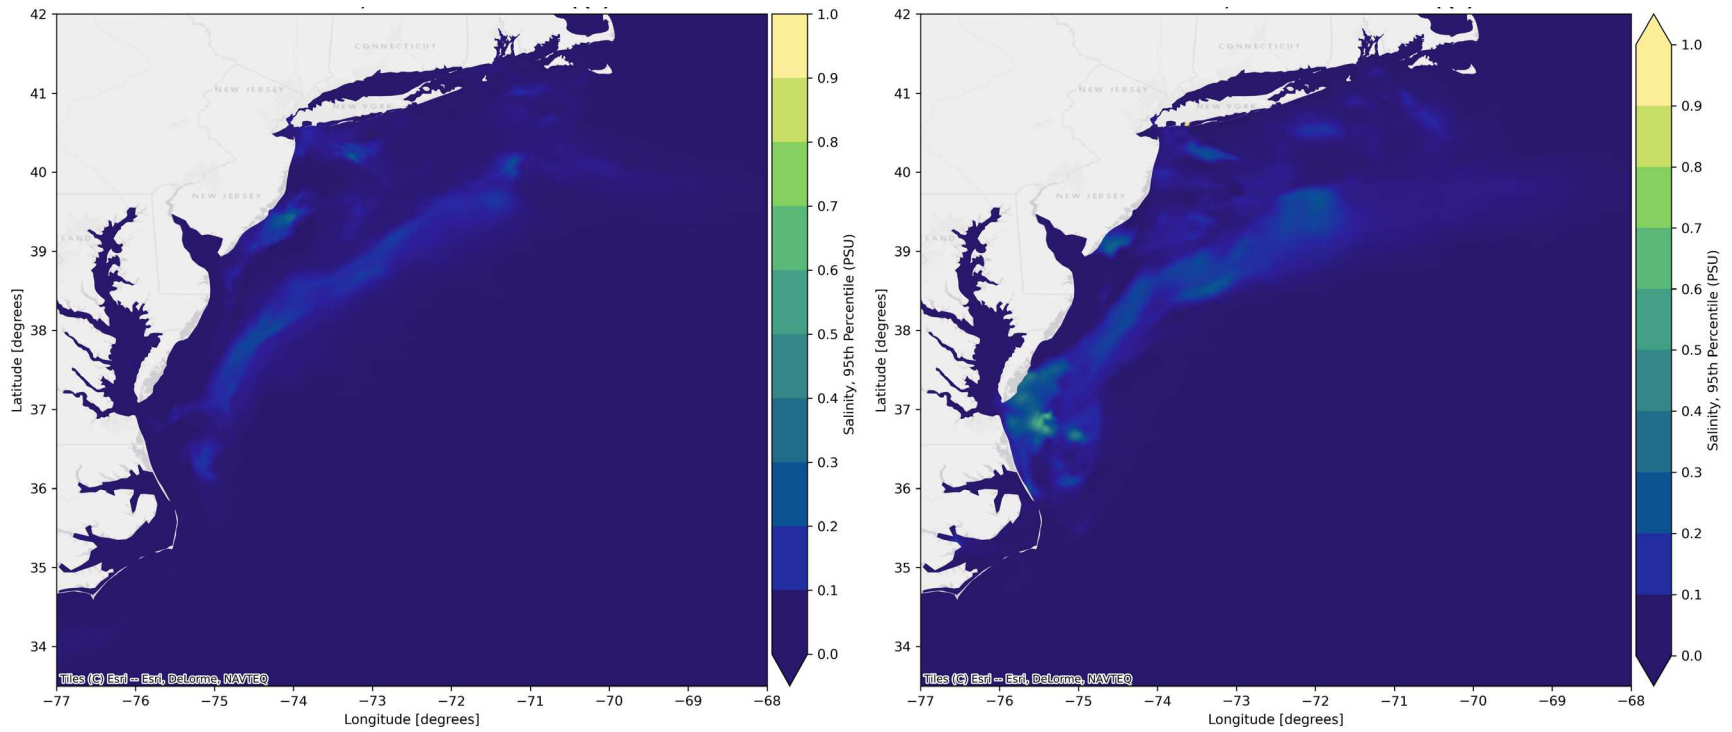 42
41
40
39
38
37
36
35
34
Latitude [degrees]
CONNECTICUT
NEW JERSEY
NEW YORK
NEW JERSEY
LAND
Tiles (C) Esri -- Esri, DeLorme, NAVTEQ
−77 −76 −75 −74 −73 −72 −71 −70 −69 −68
Longitude [degrees]
1.0
0.9
0.8
0.7
0.6
0.5
0.4
0.3
0.2
0.1
0.0
Salinity, 95th Percentile (PSU)
42
41
40
39
38
37
36
35
34
Latitude [degrees]
CONNECTICUT
NEW JERSEY
NEW YORK
NEW JERSEY
LAND
Tiles (C) Esri -- Esri, DeLorme, NAVTEQ
−77 −76 −75 −74 −73 −72 −71 −70 −69 −68
Longitude [degrees]
1.0
0.9
0.8
0.7
0.6
0.5
0.4
0.3
0.2
0.1
0.0
Salinity, 95th Percentile (PSU)